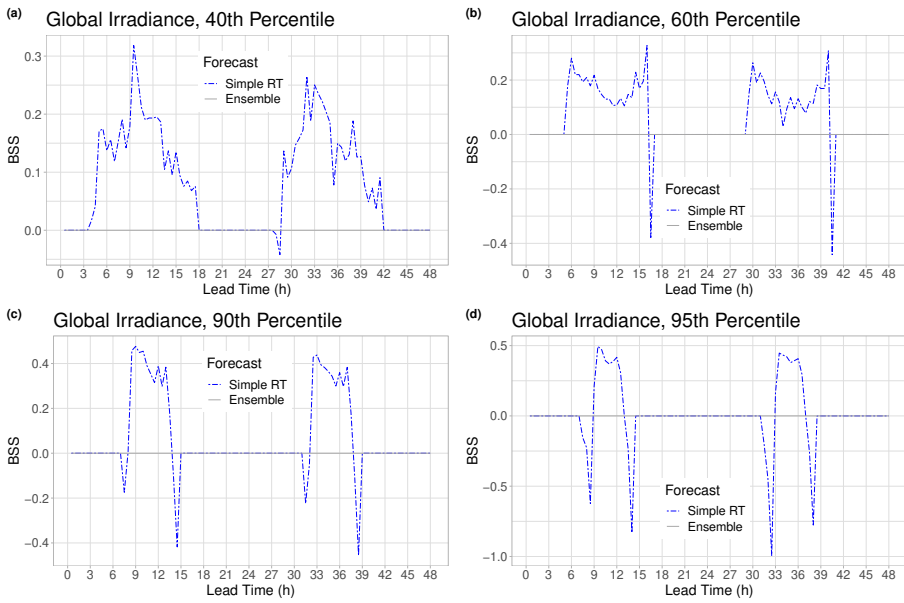 (a)
Global Irradiance, 40th Percentile
BSS
0.3
0.2
0.1
0.0
Forecast
Simple RT
Ensemble
0 3 6 9 12 15 18 21 24 27 30 33 36 39 42 45 48
Lead Time (h)
(b)
Global Irradiance, 60th Percentile
BSS
0.2
0.0
−0.2
−0.4
Forecast
Simple RT
Ensemble
0 3 6 9 12 15 18 21 24 27 30 33 36 39 42 45 48
Lead Time (h)
(c)
Global Irradiance, 90th Percentile
BSS
0.4
0.2
0.0
−0.2
−0.4
Forecast
Simple RT
Ensemble
0 3 6 9 12 15 18 21 24 27 30 33 36 39 42 45 48
Lead Time (h)
(d)
Global Irradiance, 95th Percentile
BSS
0.5
0.0
−0.5
−1.0
Forecast
Simple RT
Ensemble
0 3 6 9 12 15 18 21 24 27 30 33 36 39 42 45 48
Lead Time (h)